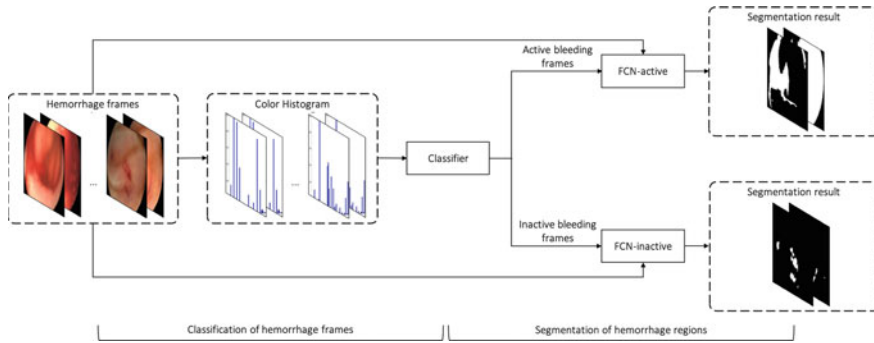 Segmentation result
Active bleeding
frames
FCN-active
Hemorrhage frames
...
Color Histogram
...
Classifier
Segmentation result
Inactive bleeding
frames
FCN-inactive
Classification of hemorrhage frames
Segmentation of hemorrhage regions